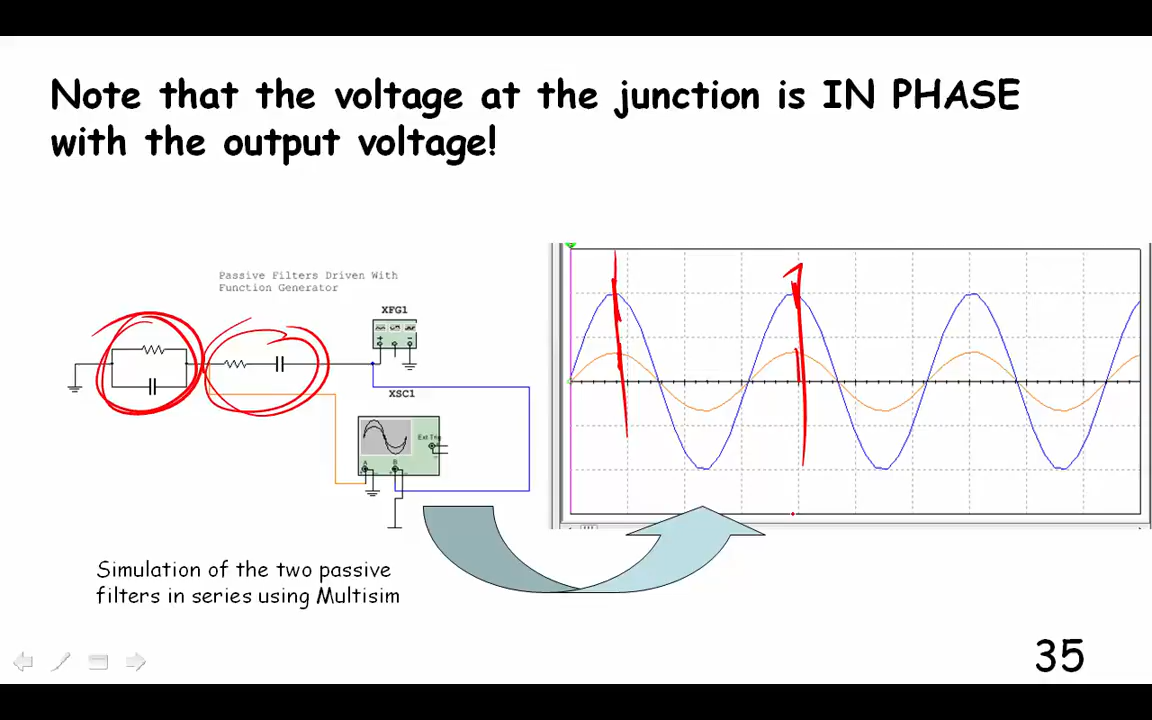 Note that the voltage at the junction is IN PHASE
with the output voltage!
Passive Filters Driven With
Function Generator
XFG1
XSC1
Ext Trig
A
B
Simulation of the two passive
filters in series using Multisim
35